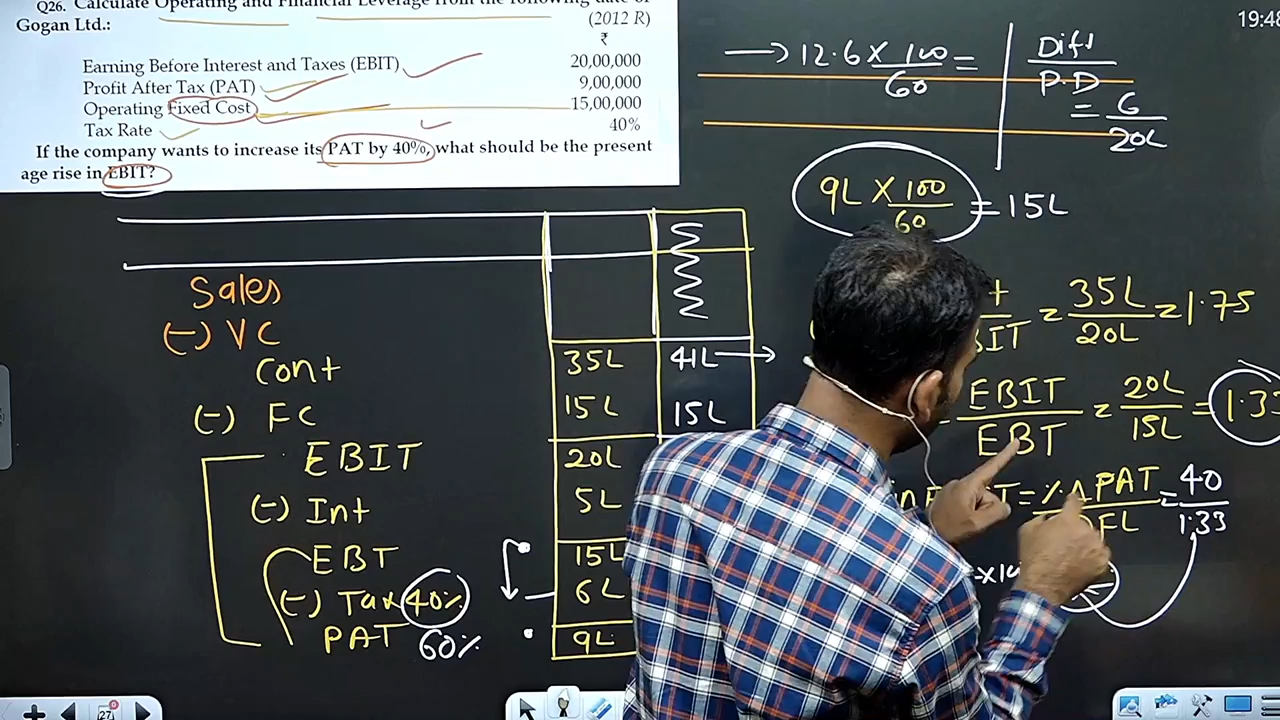 Q26. Calculate Operating and Financial Leverage from the following date of
Gogan Ltd.: (2012 R)
₹
Earning Before Interest and Taxes (EBIT) 20,00,000
Profit After Tax (PAT) 9,00,000
Operating Fixed Cost 15,00,000
Tax Rate 40%
If the company wants to increase its PAT by 40%, what should be the present
age rise in EBIT?
19:48
12.6 × 100/60 =
Diff/P.D
= 6/20L
9L × 100/60 = 15L
Sales
(-) VC
Cont 35L 41L
(-) FC 15L 15L
EBIT 20L
(-) Int 5L
EBT 15L
(-) Tax 40% 6L
PAT 60% 9L
= 35L/20L = 1.75
= EBIT/EBT = 20L/15L =
= %Δ PAT/ = 40/1.33
27